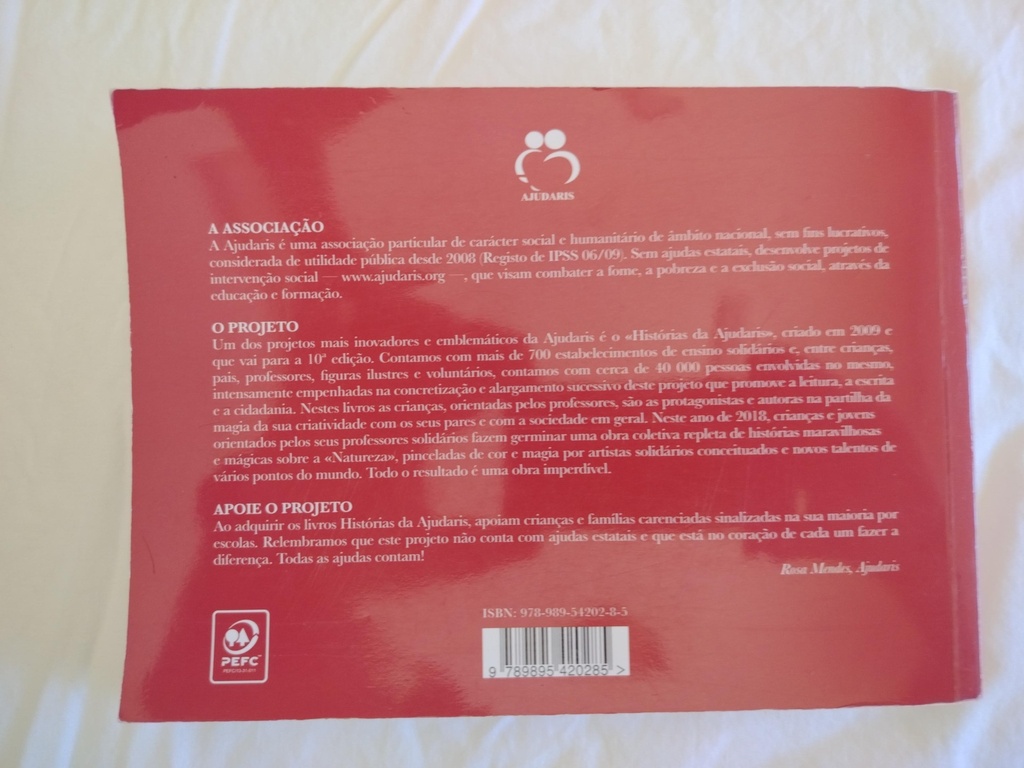 AJUDARIS
A ASSOCIAÇÃO
A Ajudaris é uma associação particular de carácter social e humanitário de âmbito nacional, sem fins lucrativos,
considerada de utilidade pública desde 2008 (Registo de IPSS 06/09). Sem ajudas estatais, desenvolve projetos de
intervenção social — www.ajudaris.org —, que visam combater a fome, a pobreza e a exclusão social, através da
educação e formação.
O PROJETO
Um dos projetos mais inovadores e emblemáticos da Ajudaris é o «Histórias da Ajudaris», criado em 2009 e
que vai para a 10ª edição. Contamos com mais de 700 estabelecimentos de ensino solidários e, entre crianças,
pais, professores, figuras ilustres e voluntários, contamos com cerca de 40 000 pessoas envolvidas no mesmo,
intensamente empenhadas na concretização e alargamento sucessivo deste projeto que promove a leitura, a escrita
e a cidadania. Nestes livros as crianças, orientadas pelos professores, são as protagonistas e autoras na partilha da
magia da sua criatividade com os seus pares e com a sociedade em geral. Neste ano de 2018, crianças e jovens
orientados pelos seus professores solidários fazem germinar uma obra coletiva repleta de histórias maravilhosas
e mágicas sobre a «Natureza», pinceladas de cor e magia por artistas solidários conceituados e novos talentos de
vários pontos do mundo. Todo o resultado é uma obra imperdível.
APOIE O PROJETO
Ao adquirir os livros Histórias da Ajudaris, apoiam crianças e famílias carenciadas sinalizadas na sua maioria por
escolas. Relembramos que este projeto não conta com ajudas estatais e que está no coração de cada um fazer a
diferença. Todas as ajudas contam!
Rosa Mendes, Ajudaris
ISBN: 978-989-54202-8-5
9 789895 420285 >
PEFC